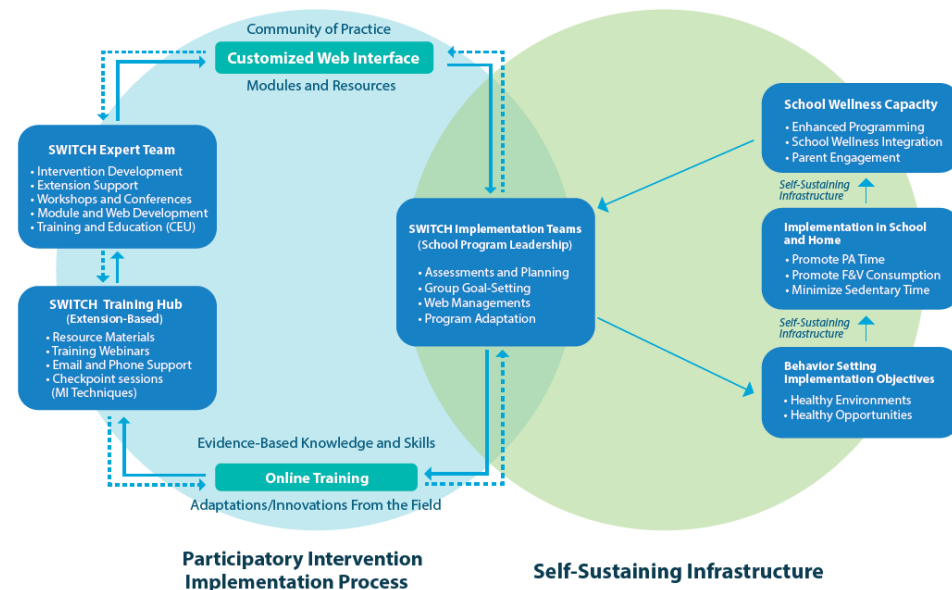 Community of Practice
Customized Web Interface
Modules and Resources
SWITCH Expert Team
• Intervention Development
• Extension Support
• Workshops and Conferences
• Module and Web Development
• Training and Education (CEU)
SWITCH Training Hub
(Extension-Based)
• Resource Materials
• Training Webinars
• Email and Phone Support
• Checkpoint sessions
(MI Techniques)
Evidence-Based Knowledge and Skills
Online Training
Adaptations/Innovations From the Field
SWITCH Implementation Teams
(School Program Leadership)
• Assessments and Planning
• Group Goal-Setting
• Web Managements
• Program Adaptation
School Wellness Capacity
• Enhanced Programming
• School Wellness Integration
• Parent Engagement
Self-Sustaining
Infrastructure
Implementation in School
and Home
• Promote PA Time
• Promote F&V Consumption
• Minimize Sedentary Time
Self-Sustaining
Infrastructure
Behavior Setting
Implementation Objectives
• Healthy Environments
• Healthy Opportunities
Participatory Intervention
Implementation Process
Self-Sustaining Infrastructure